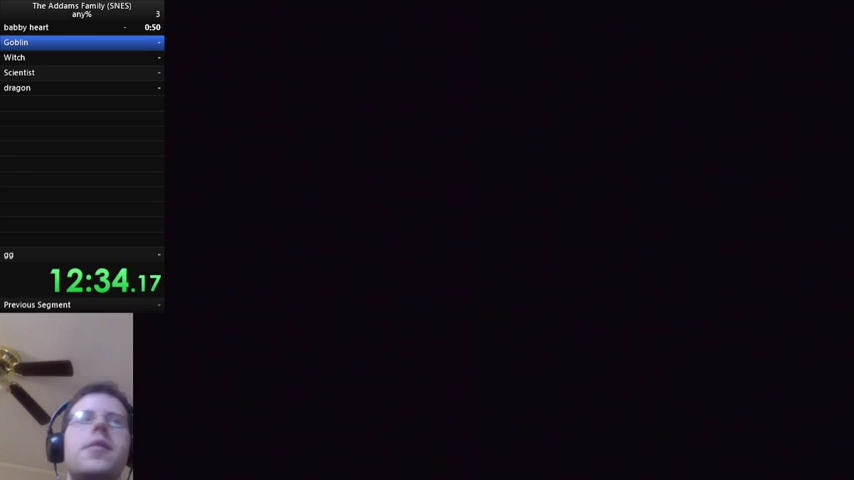 The Addams Family (SNES)
any% 3
babby heart - 0:50
Goblin -
Witch -
Scientist -
dragon -
gg -
12:34.17
Previous Segment -